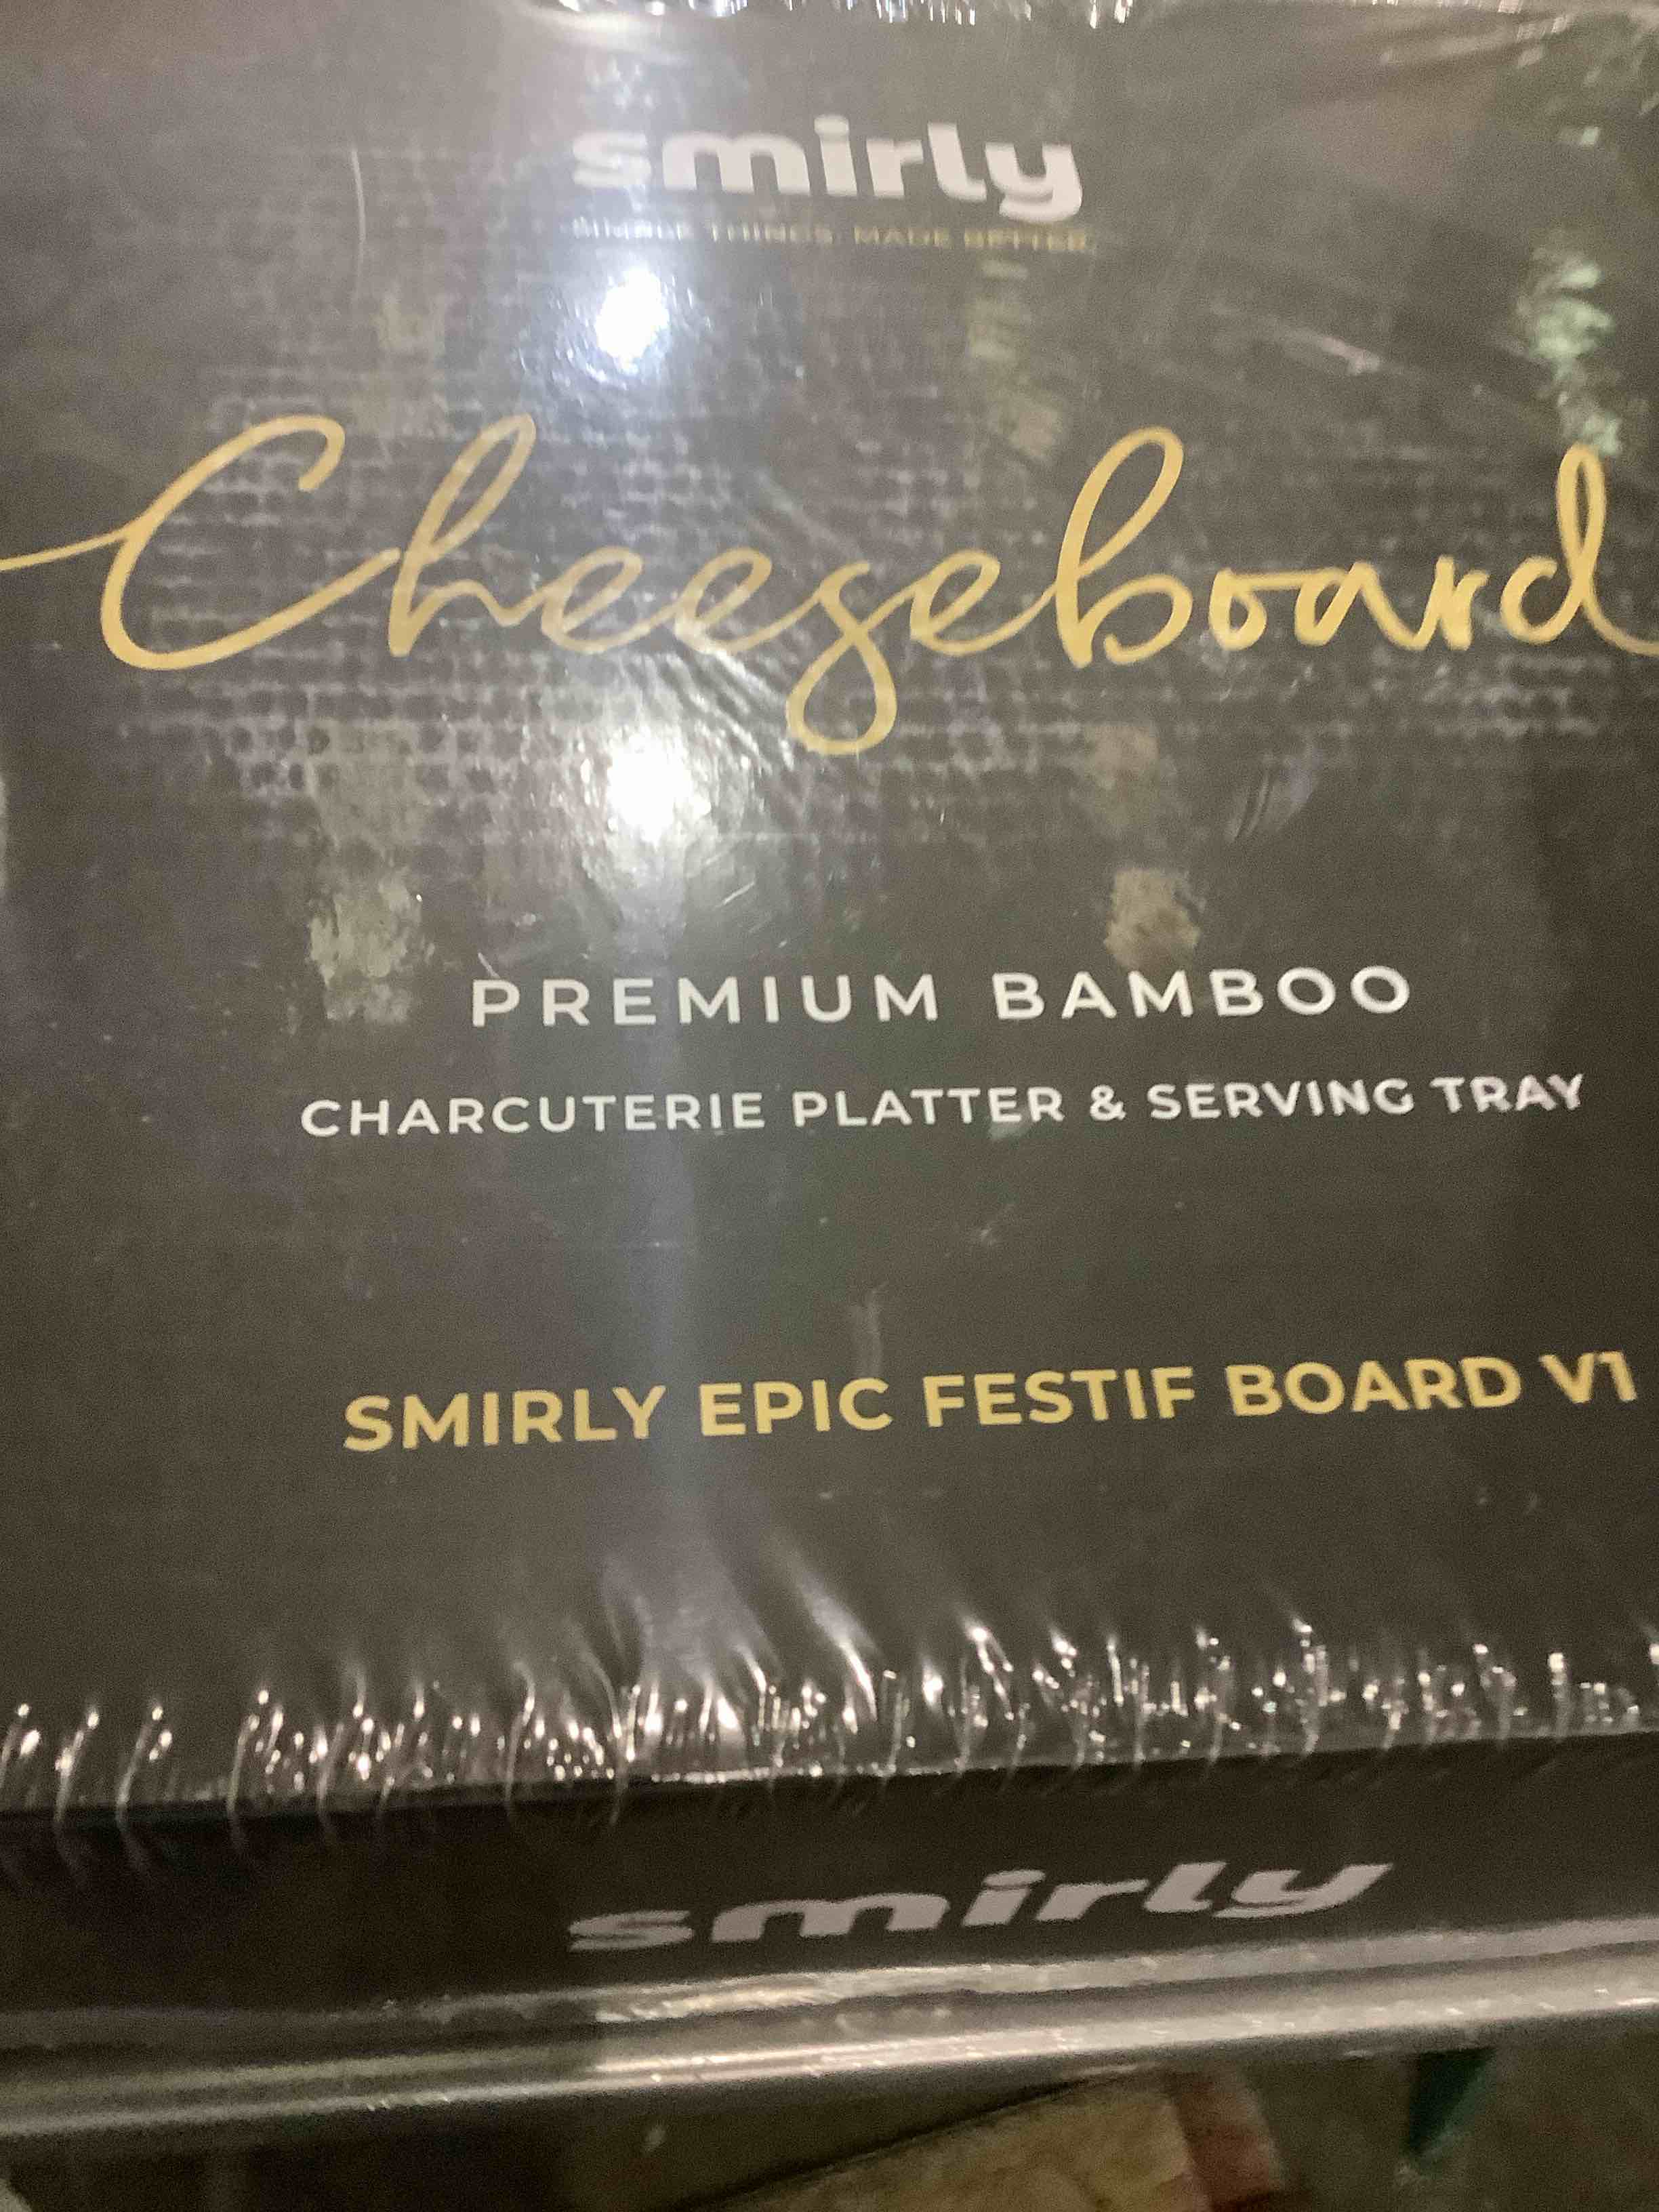 smirly
SIMPLE THINGS. MADE BETTER.
Cheeseboard
PREMIUM BAMBOO
CHARCUTERIE PLATTER & SERVING TRAY
SMIRLY EPIC FESTIF BOARD V1
smirly